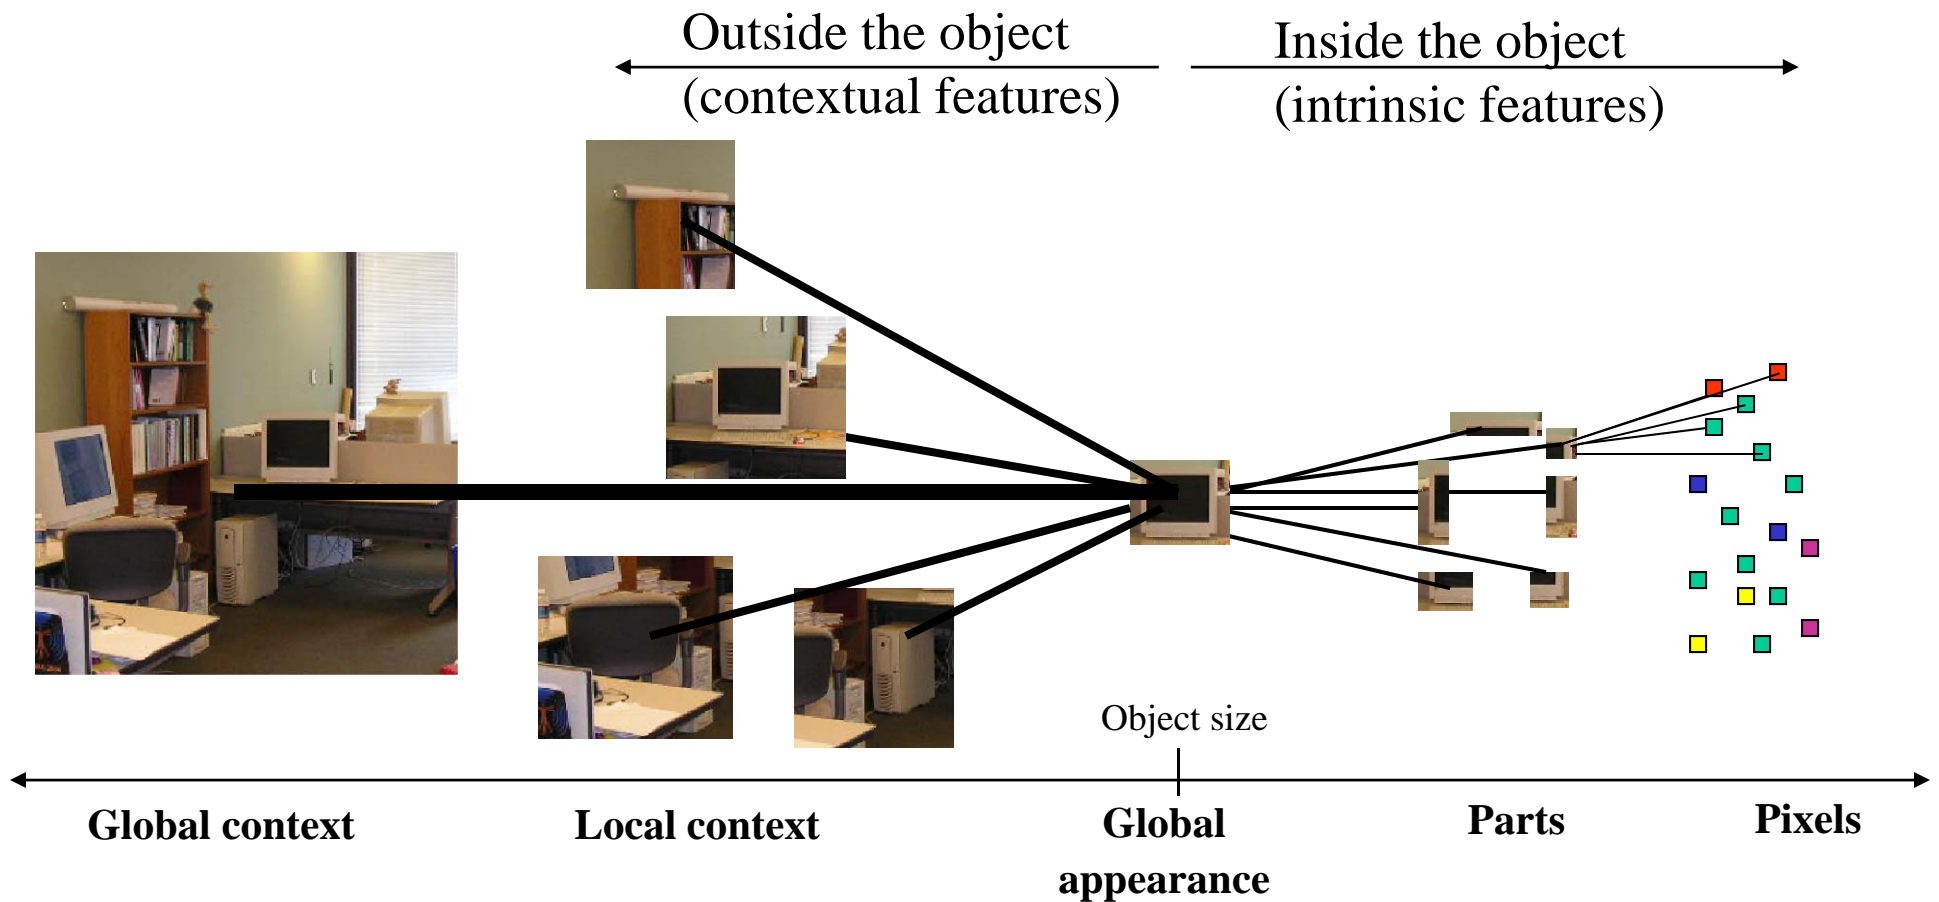 Outside the object
(contextual features)
Inside the object
(intrinsic features)
Object size
Global context
Local context
Global
appearance
Parts
Pixels